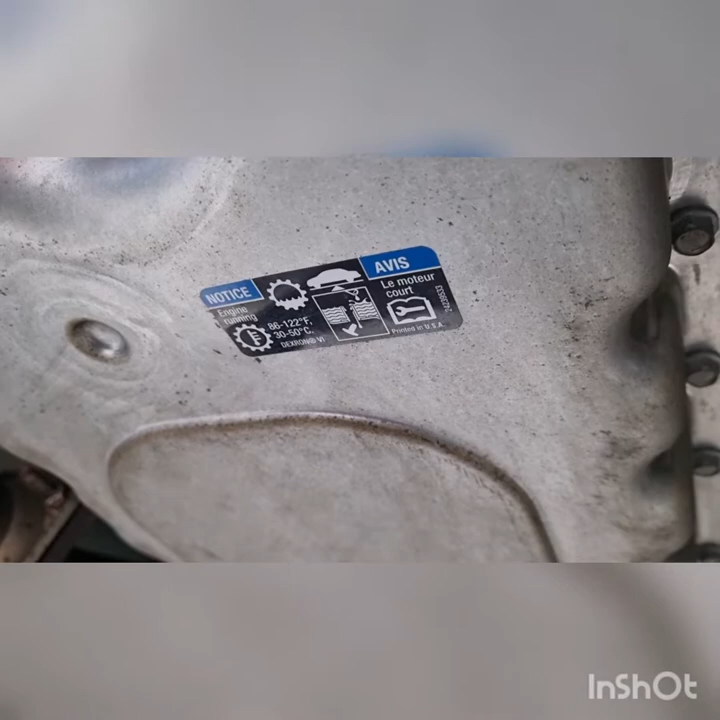 NOTICE
Engine
running
86-122°F.
30-50°C.
DEXRON® VI
AVIS
Le moteur
court
Printed in U.S.A.
InShOt